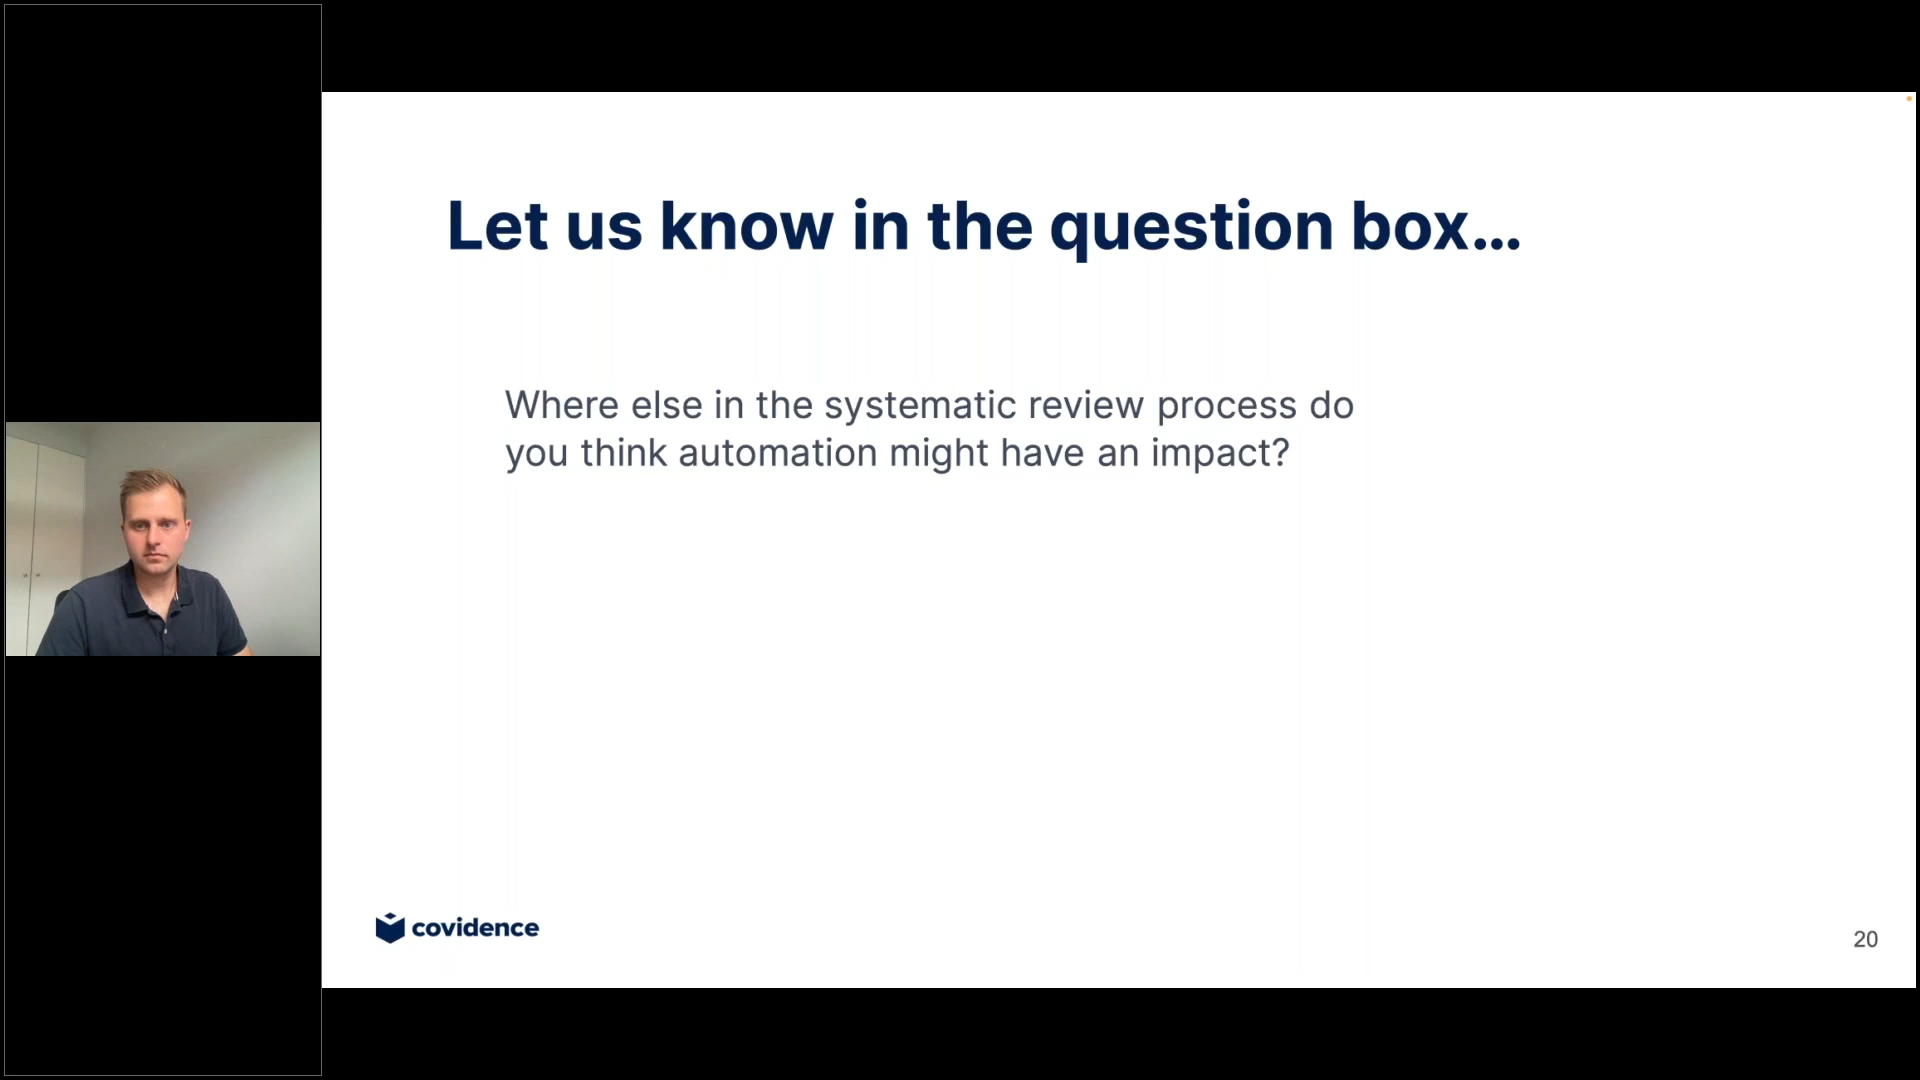 Let us know in the question box...
Where else in the systematic review process do
you think automation might have an impact?
covidence
20